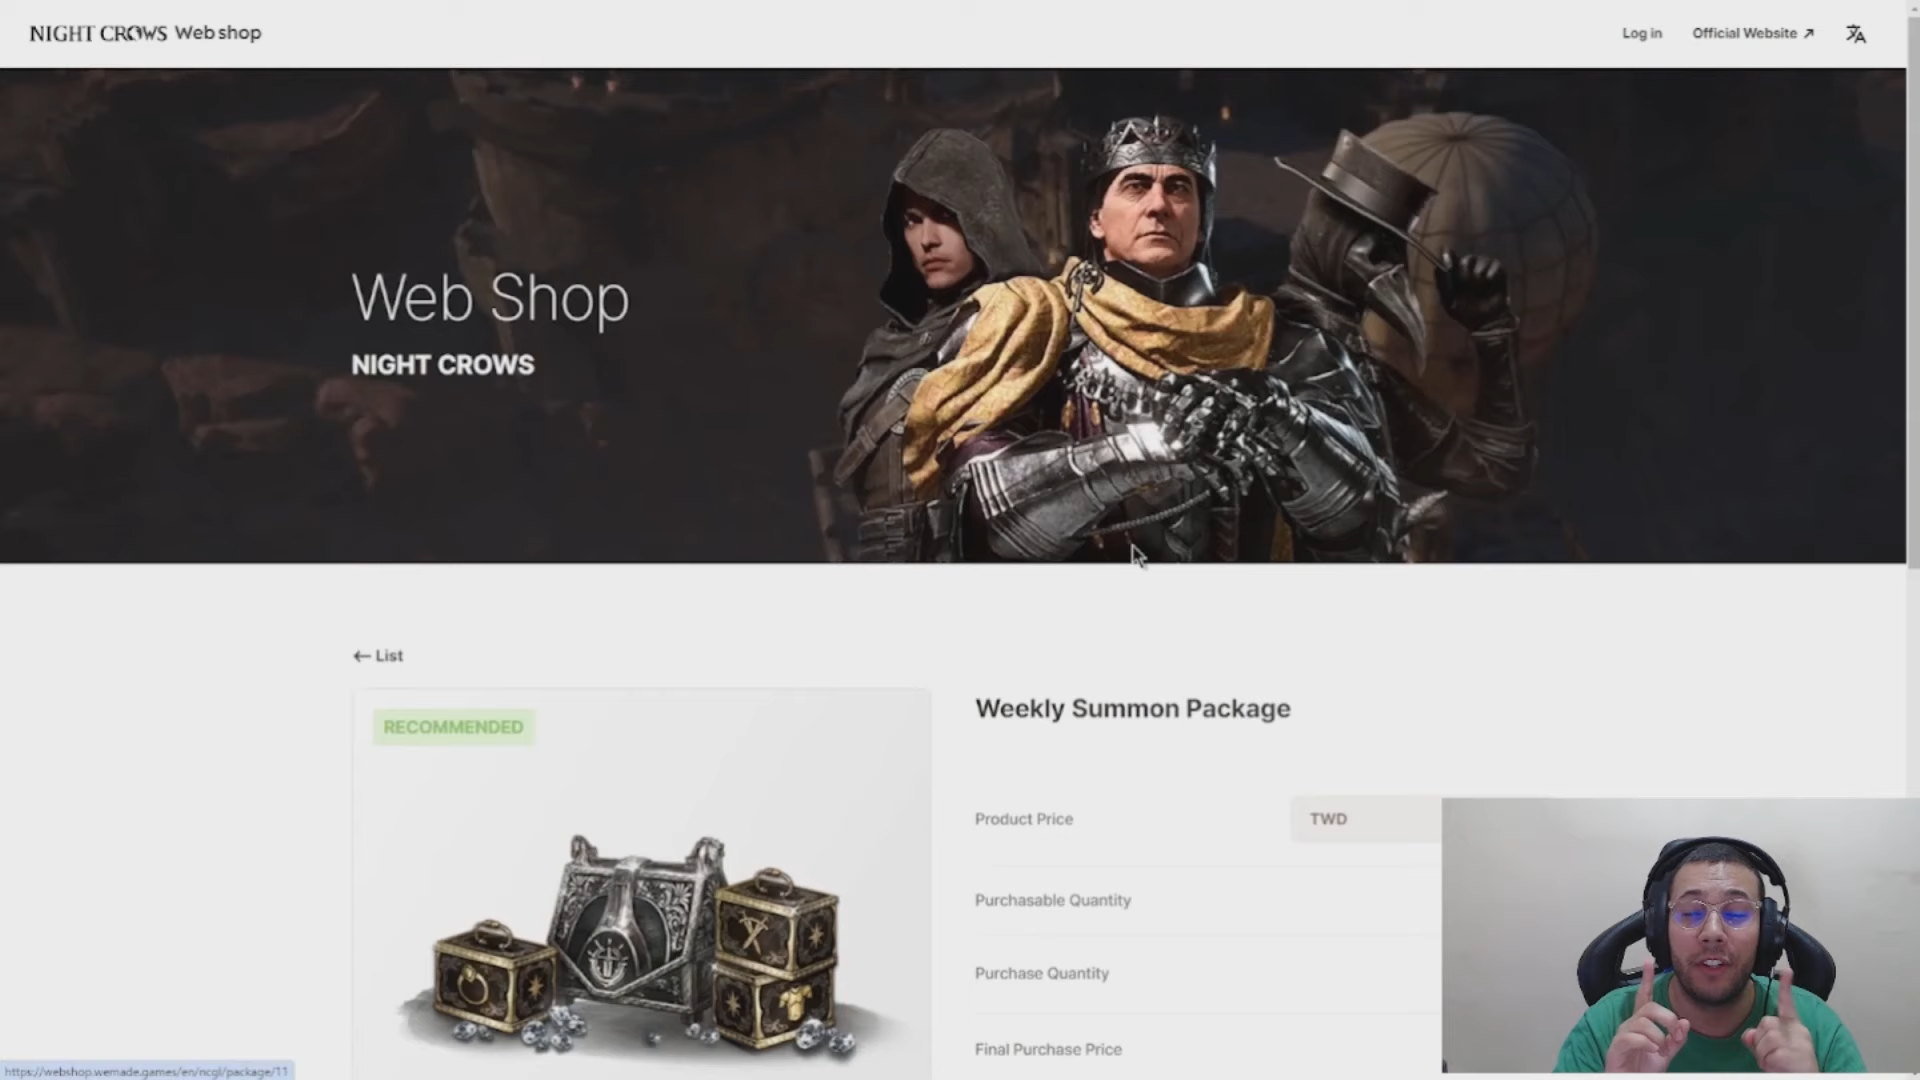 NIGHT CROWS Web shop
Log in
Official Website
Web Shop
NIGHT CROWS
← List
RECOMMENDED
Weekly Summon Package
Product Price
TWD
Purchasable Quantity
Purchase Quantity
Final Purchase Price
https://webshop.wemade.games/en/ncgl/package/11